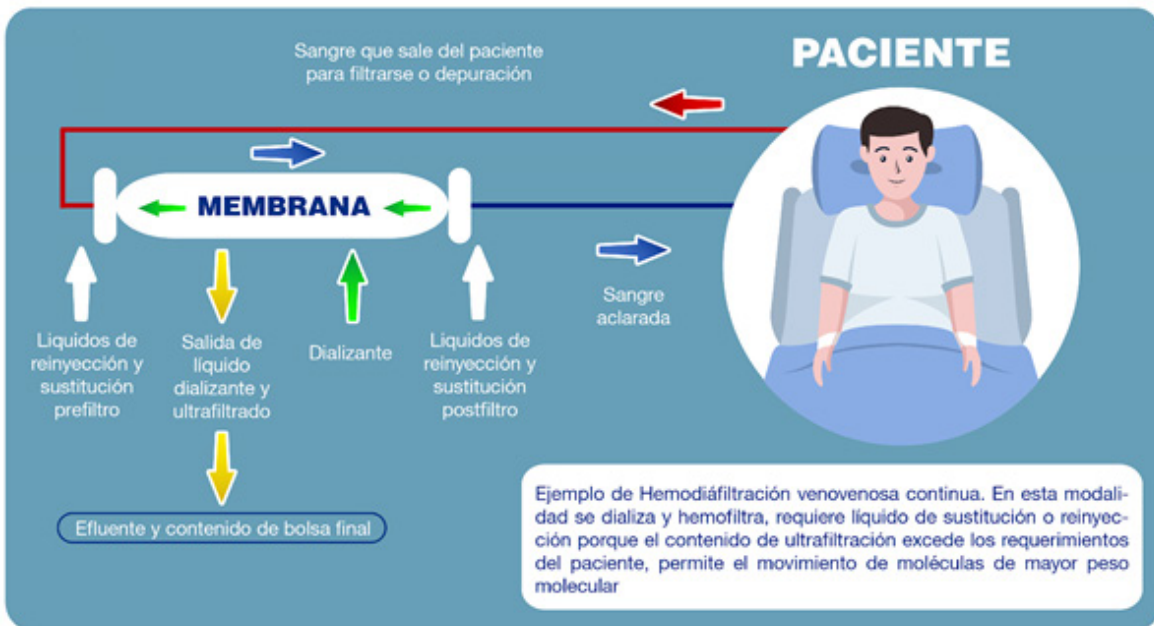 Sangre que sale del paciente
para filtrarse o depuración
PACIENTE
MEMBRANA
Sangre
aclarada
Liquidos de
reinyección y
sustitución
prefiltro
Salida de
líquido
dializante y
ultrafiltrado
Dializante
Liquidos de
reinyección y
sustitución
postfiltro
Efluente y contenido de bolsa final
Ejemplo de Hemodiáfiltración venovenosa continua. En esta modali-
dad se dializa y hemofiltra, requiere líquido de sustitución o reinyec-
ción porque el contenido de ultrafiltración excede los requerimientos
del paciente, permite el movimiento de moléculas de mayor peso
molecular